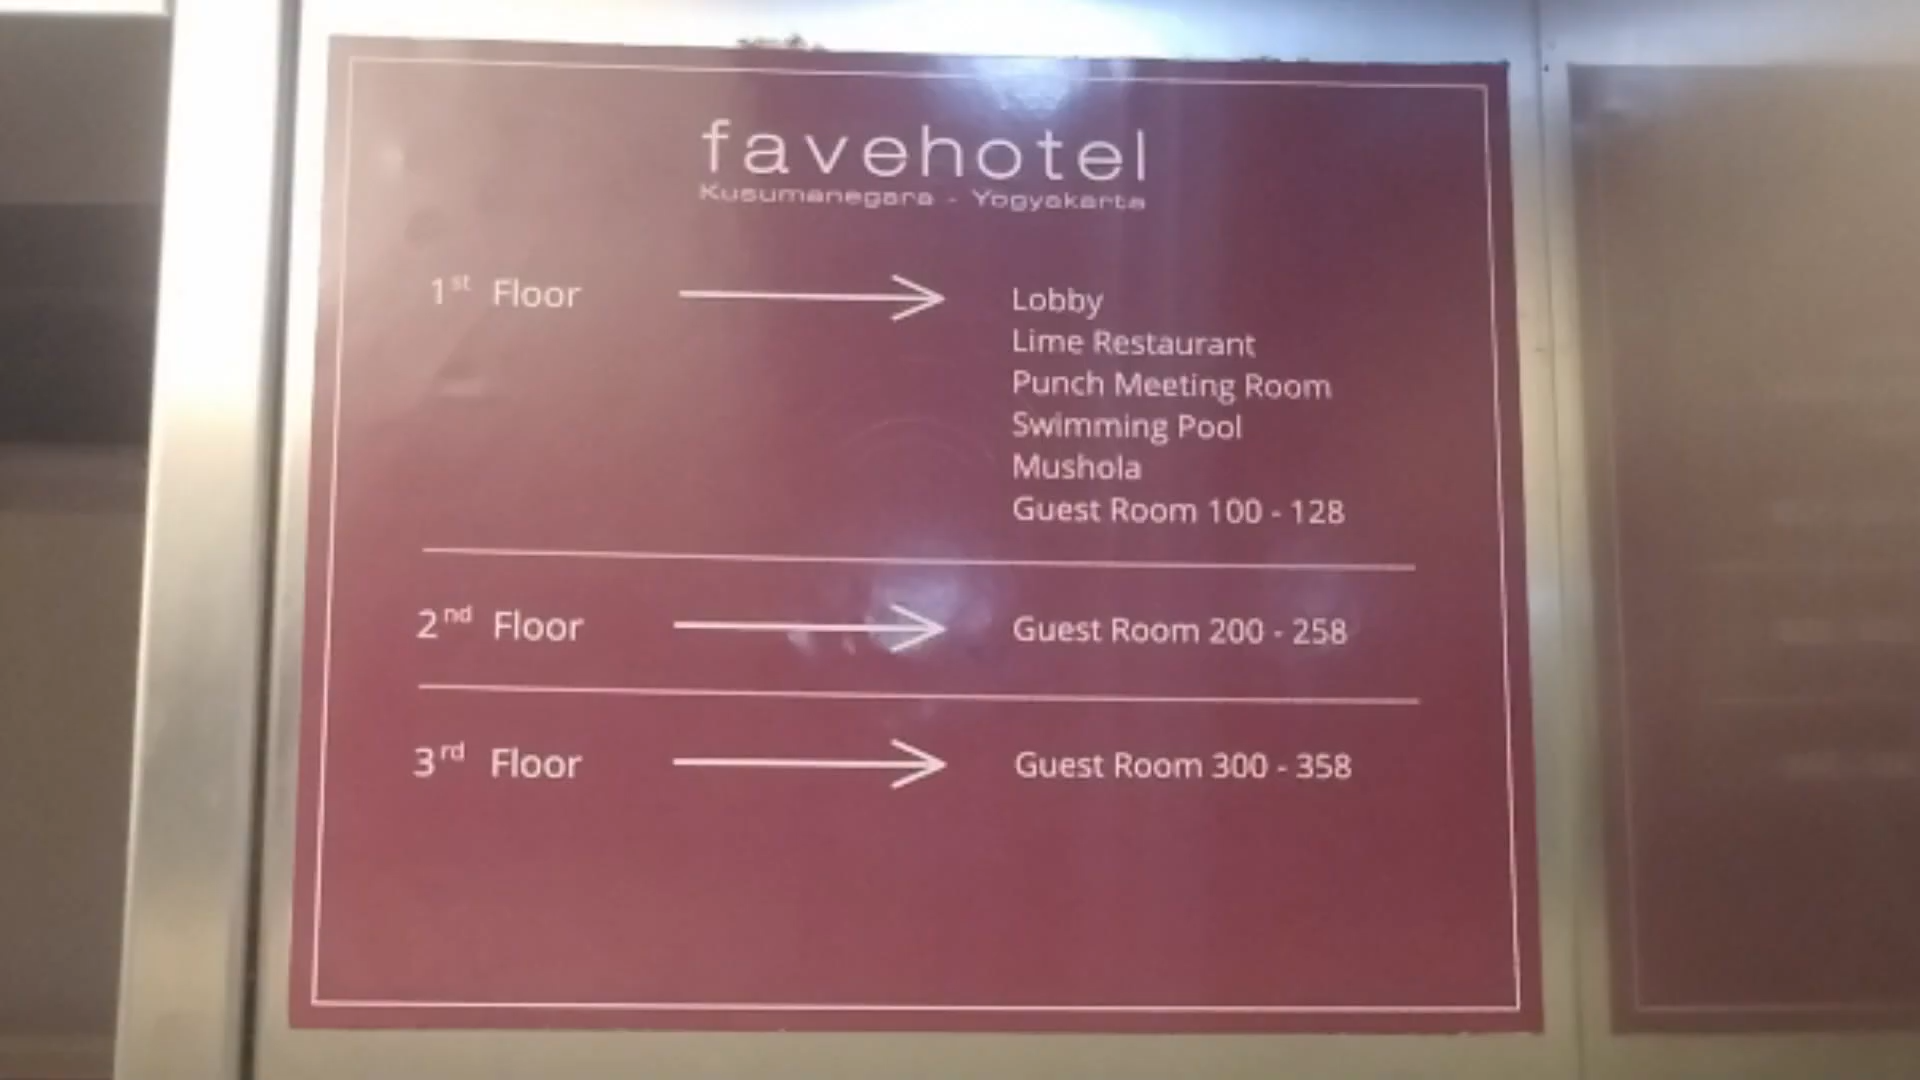 favehotel
Kusumanegara - Yogyakarta
1st Floor
Lobby
Lime Restaurant
Punch Meeting Room
Swimming Pool
Mushola
Guest Room 100 - 128
2nd Floor
Guest Room 200 - 258
3rd Floor
Guest Room 300 - 358